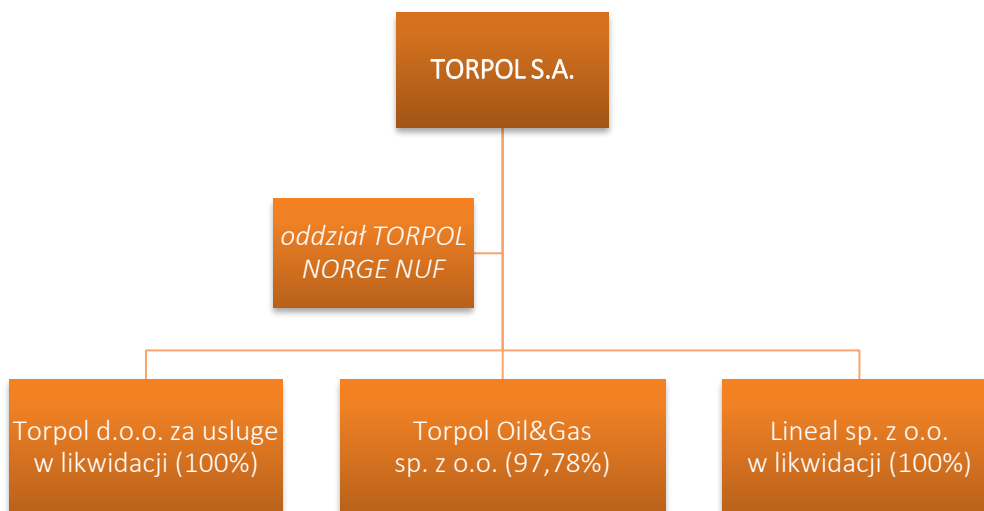 TORPOL S.A.
oddział TORPOL
NORGE NUF
Torpol d.o.o. za usluge
w likwidacji (100%)
Torpol Oil&Gas
sp. z o.o. (97,78%)
Lineal sp. z o.o.
w likwidacji (100%)